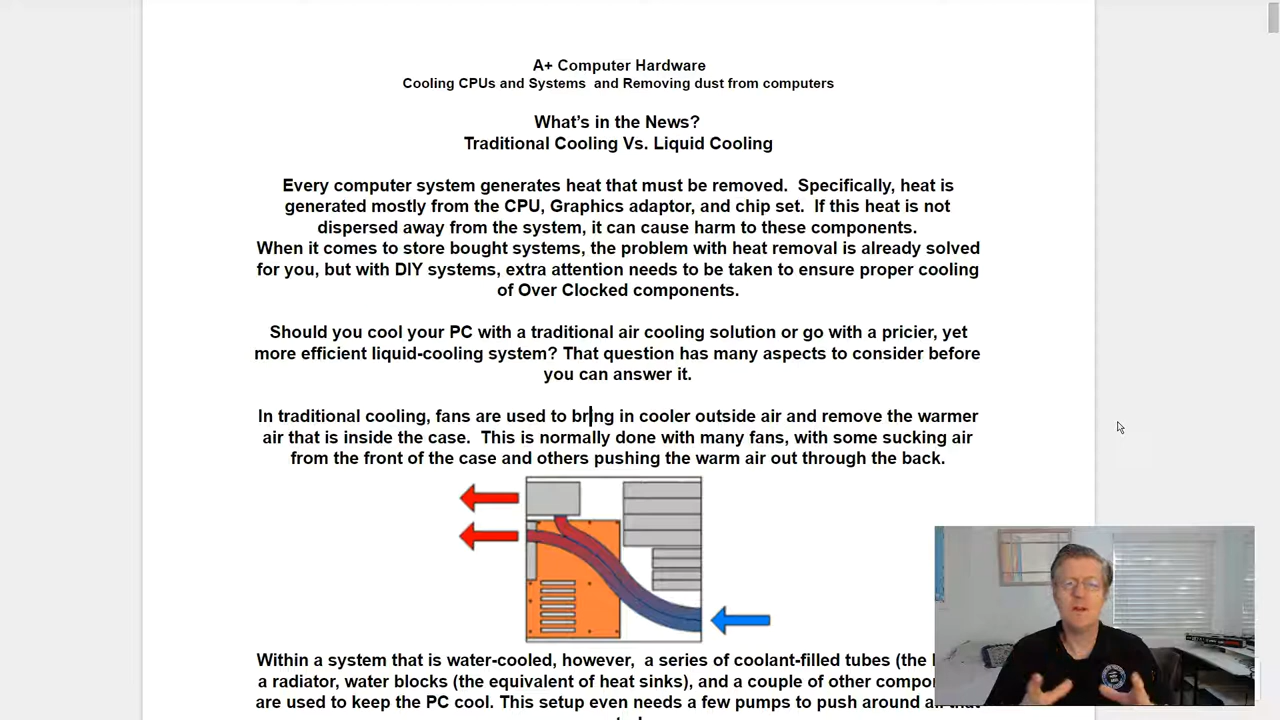 A+ Computer Hardware
Cooling CPUs and Systems  and Removing dust from computers
What's in the News?
Traditional Cooling Vs. Liquid Cooling
Every computer system generates heat that must be removed.  Specifically, heat is
generated mostly from the CPU, Graphics adaptor, and chip set.  If this heat is not
dispersed away from the system, it can cause harm to these components.
When it comes to store bought systems, the problem with heat removal is already solved
for you, but with DIY systems, extra attention needs to be taken to ensure proper cooling
of Over Clocked components.
Should you cool your PC with a traditional air cooling solution or go with a pricier, yet
more efficient liquid-cooling system? That question has many aspects to consider before
you can answer it.
In traditional cooling, fans are used to bring in cooler outside air and remove the warmer
air that is inside the case.  This is normally done with many fans, with some sucking air
from the front of the case and others pushing the warm air out through the back.
Within a system that is water-cooled, however,  a series of coolant-filled tubes (the
a radiator, water blocks (the equivalent of heat sinks), and a couple of other
are used to keep the PC cool. This setup even needs a few pumps to push around